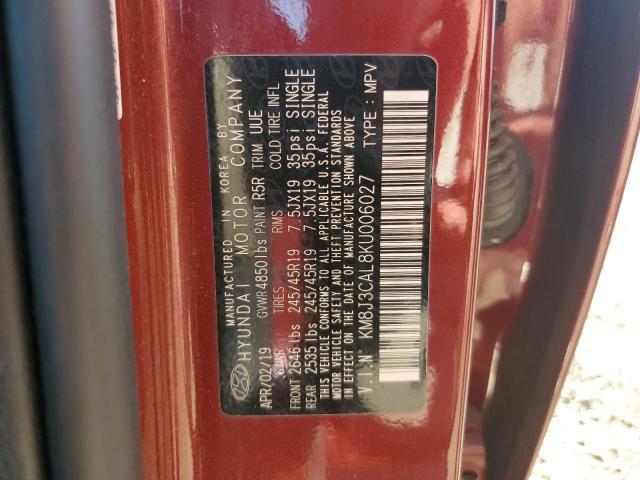 MANUFACTURED IN KOREA BY
HYUNDAI MOTOR COMPANY
APR/02/19 GVWR 4850lbs PAINT R5R TRIM UUE
TIRES RIMS COLD TIRE INFL
FRONT 2646 lbs 245/45R19 7.5JX19 35psi SINGLE
REAR 2535 lbs 245/45R19 7.5JX19 35psi SINGLE
THIS VEHICLE CONFORMS TO ALL APPLICABLE U.S.A. FEDERAL
MOTOR VEHICLE SAFETY AND THEFT PREVENTION STANDARDS
IN EFFECT ON THE DATE OF MANUFACTURE SHOWN ABOVE
V.I.N KM8J3CAL8KU006027 TYPE: MPV